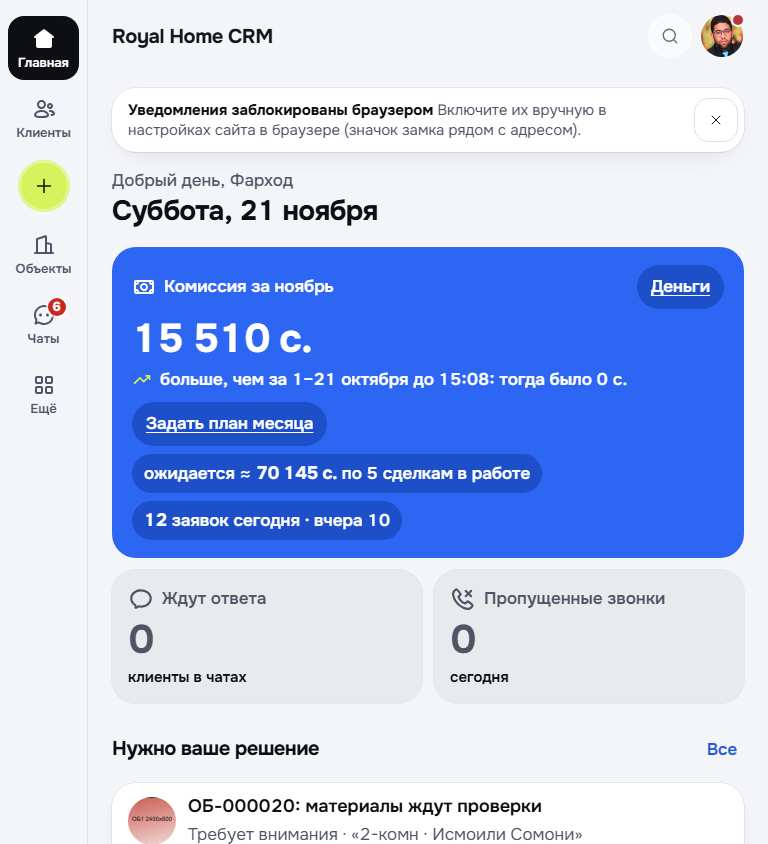 Royal Home CRM
Главная
Клиенты
Объекты
6
Чаты
Ещё
Уведомления заблокированы браузером Включите их вручную в
настройках сайта в браузере (значок замка рядом с адресом).
Добрый день, Фарход
Суббота, 21 ноября
Комиссия за ноябрь
Деньги
15 510 с.
больше, чем за 1–21 октября до 15:08: тогда было 0 с.
Задать план месяца
ожидается ≈ 70 145 с. по 5 сделкам в работе
12 заявок сегодня · вчера 10
Ждут ответа
0
клиенты в чатах
Пропущенные звонки
0
сегодня
Нужно ваше решение
Все
ОБ-000020: материалы ждут проверки
Требует внимания · «2-комн · Исмоили Сомони»
ОБ1 2400x800